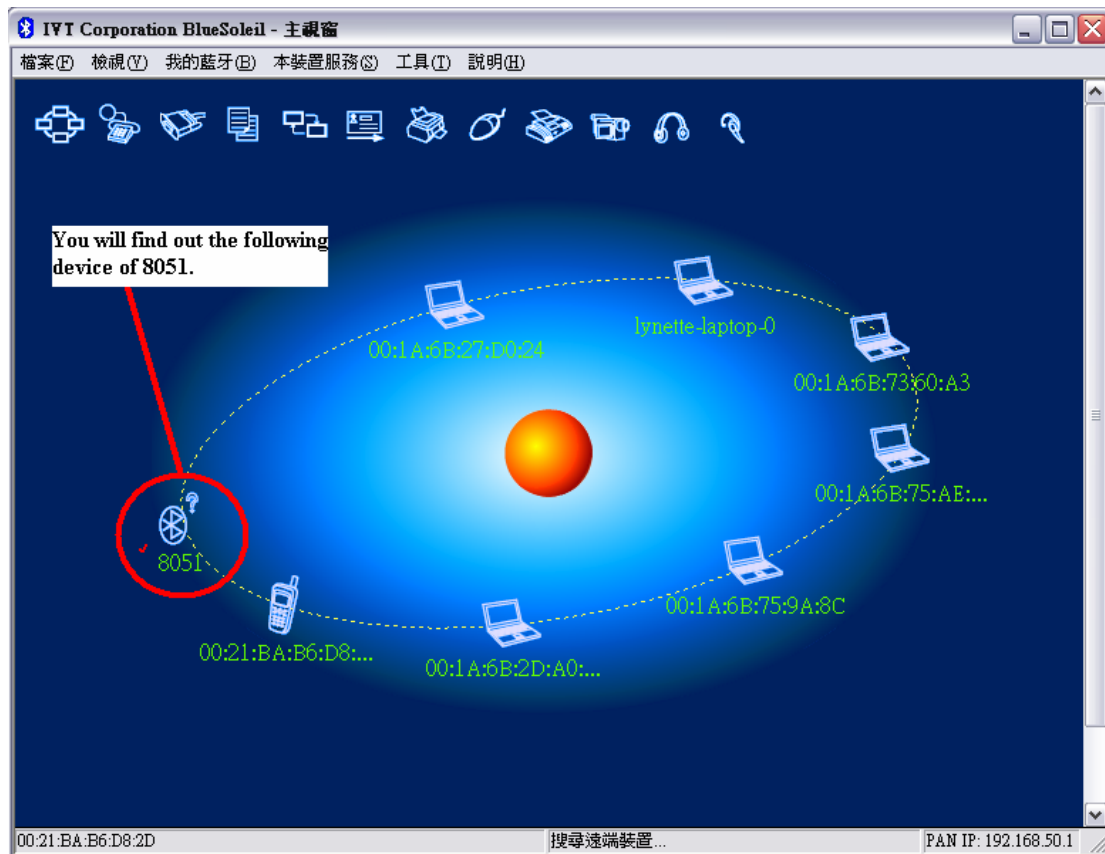 IVT Corporation BlueSoleil - 主視窗
檔案(F) 檢視(V) 我的藍牙(B) 本裝置服務(S) 工具(T) 說明(H)
You will find out the following
device of 8051.
lynette-laptop-0
00:1A:6B:27:D0:24
00:1A:6B:73:60:A3
00:1A:6B:75:AE:...
8051
00:1A:6B:75:9A:8C
00:21:BA:B6:D8:...
00:1A:6B:2D:A0:...
00:21:BA:B6:D8:2D
搜尋遠端裝置...
PAN IP: 192.168.50.1